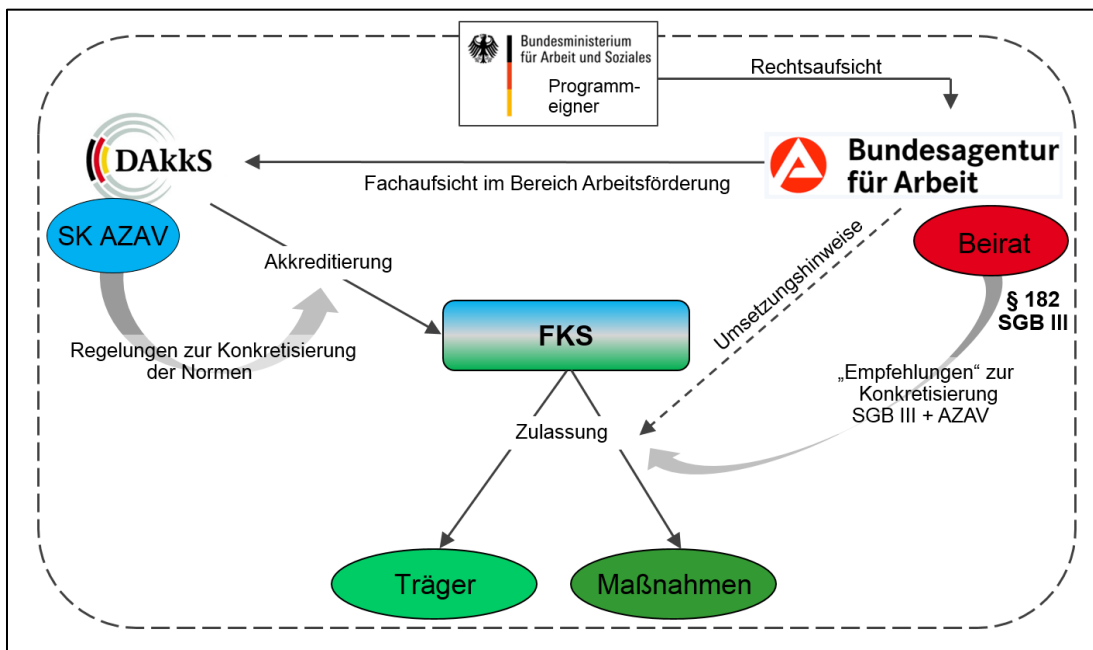 Bundesministerium
für Arbeit und Soziales
Programm-
eigner
Rechtsaufsicht
DAkkS
Bundesagentur
für Arbeit
Fachaufsicht im Bereich Arbeitsförderung
SK AZAV
Beirat
Akkreditierung
Umsetzungshinweise
§ 182
SGB III
FKS
Regelungen zur Konkretisierung
der Normen
„Empfehlungen“ zur
Konkretisierung
SGB III + AZAV
Zulassung
Träger
Maßnahmen